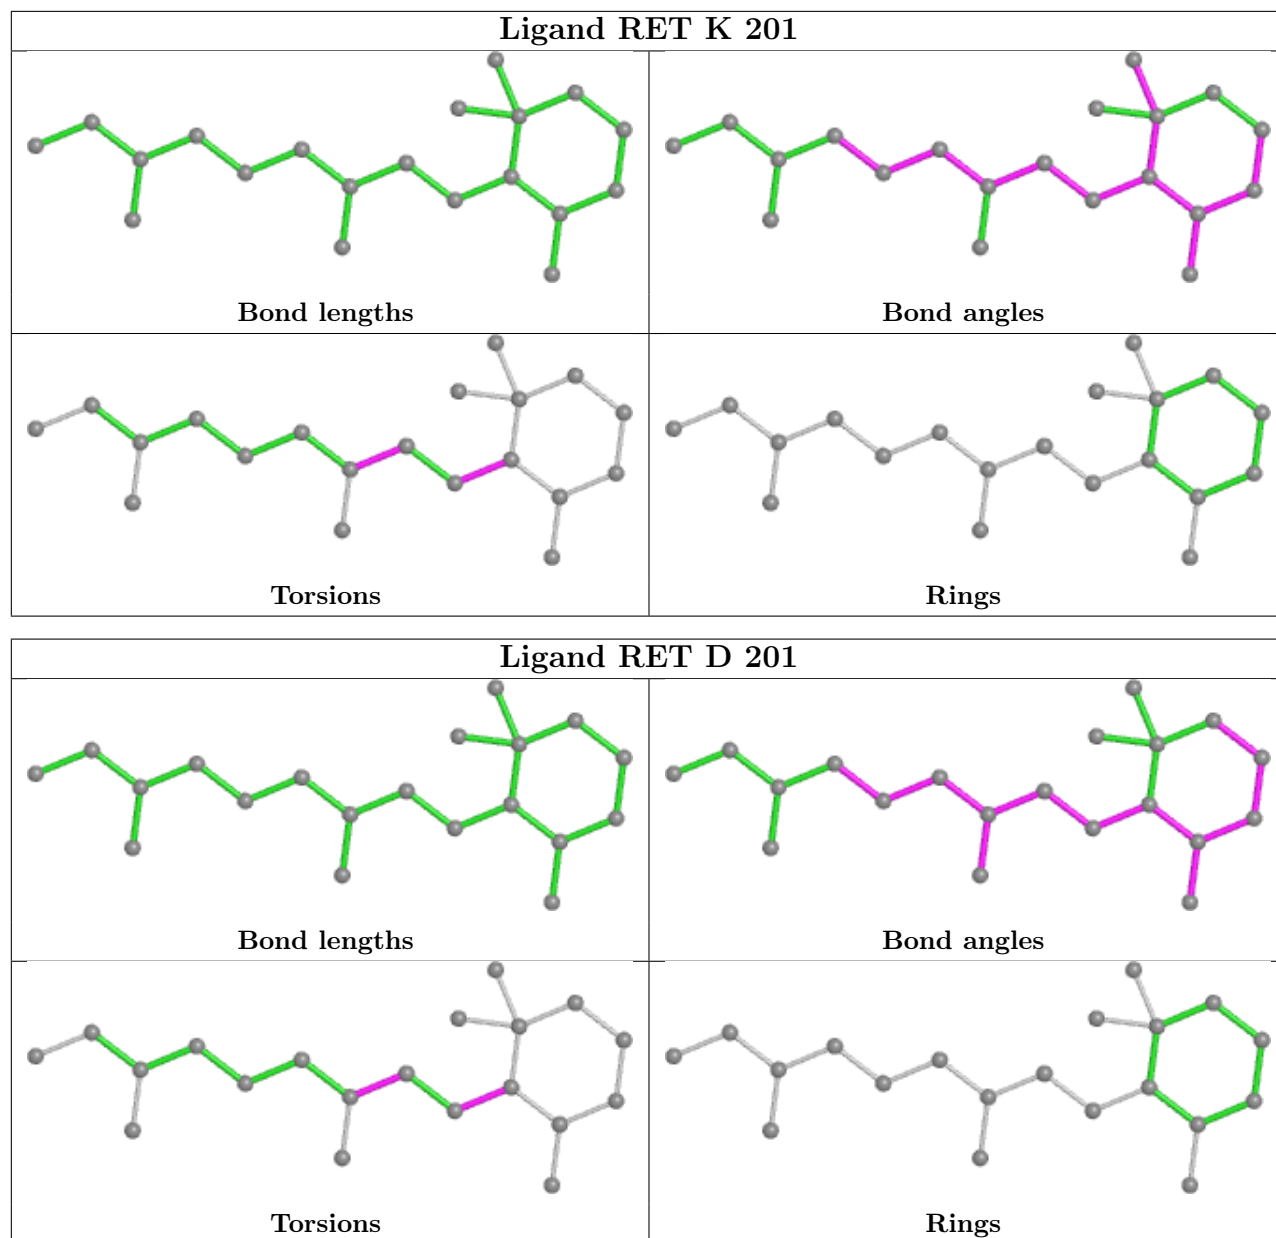 Ligand RET K 201
Bond lengths
Bond angles
Torsions
Rings
Ligand RET D 201
Bond lengths
Bond angles
Torsions
Rings